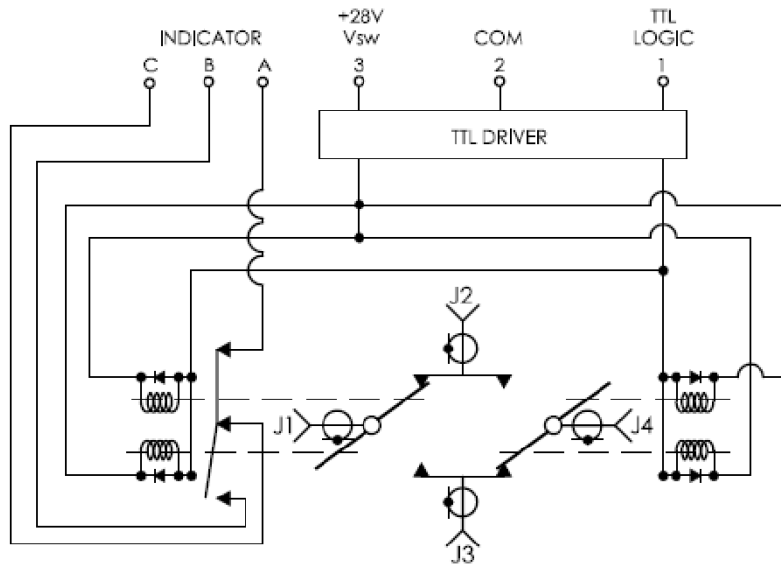 INDICATOR
C B A
+28V
Vsw
3
COM
2
TTL
LOGIC
1
TTL DRIVER
J2
J1
J4
J3